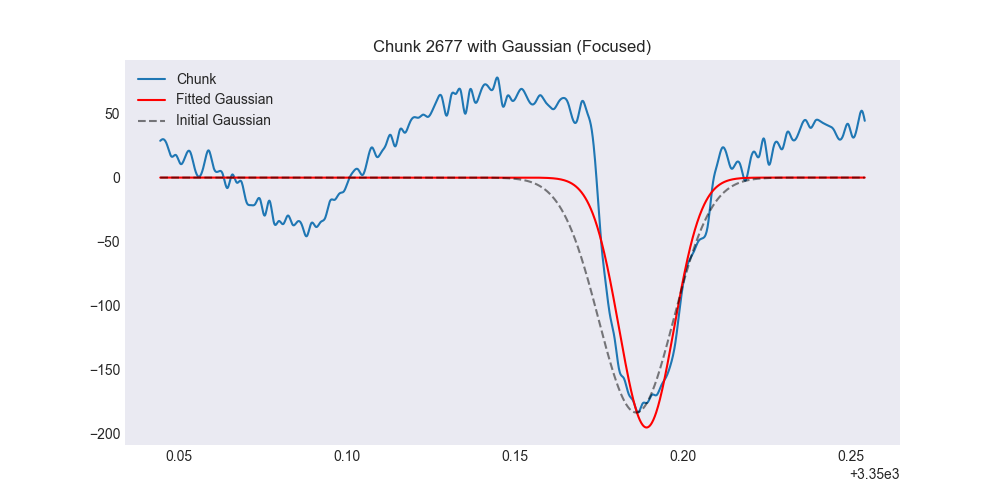 Chunk 2677 with Gaussian (Focused)
Chunk
Fitted Gaussian
Initial Gaussian
50
0
−50
−100
−150
−200
0.05 0.10 0.15 0.20 0.25
+3.35e3